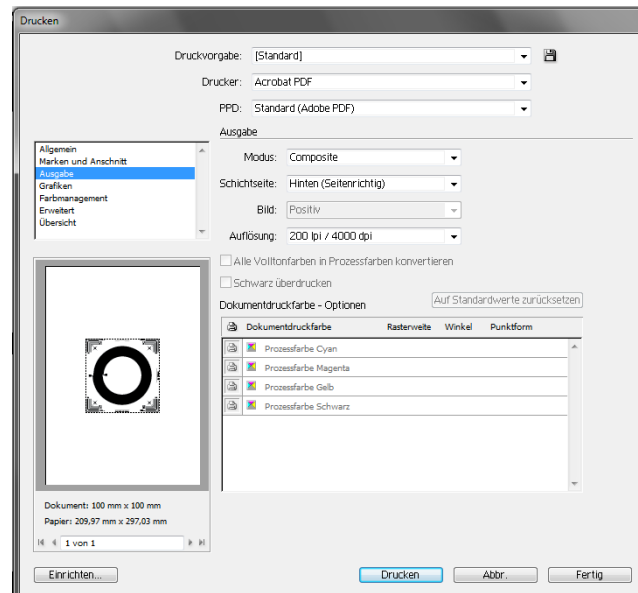 Drucken
Druckvorgabe: [Standard]
Drucker: Acrobat PDF
PPD: Standard (Adobe PDF)
Allgemein
Marken und Anschnitt
Ausgabe
Grafiken
Farbmanagement
Erweitert
Übersicht
Ausgabe
Modus: Composite
Schichtseite: Hinten (Seitenrichtig)
Bild: Positiv
Auflösung: 200 lpi / 4000 dpi
Alle Volltonfarben in Prozessfarben konvertieren
Schwarz überdrucken
Dokumentdruckfarbe - Optionen Auf Standardwerte zurücksetzen
Dokumentdruckfarbe Rasterweite Winkel Punktform
Prozessfarbe Cyan
Prozessfarbe Magenta
Prozessfarbe Gelb
Prozessfarbe Schwarz
Dokument: 100 mm x 100 mm
Papier: 209,97 mm x 297,03 mm
1 von 1
Einrichten... Drucken Abbr. Fertig